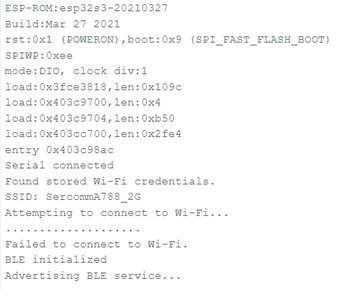 ESP-ROM:esp32s3-20210327
Build:Mar 27 2021
rst:0x1 (POWERON),boot:0x9 (SPI_FAST_FLASH_BOOT)
SPIWP:0xee
mode:DIO, clock div:1
load:0x3fce3818,len:0x109c
load:0x403c9700,len:0x4
load:0x403c9704,len:0xb50
load:0x403cc700,len:0x2fe4
entry 0x403c98ac
Serial connected
Found stored Wi-Fi credentials.
SSID: SercommA788_2G
Attempting to connect to Wi-Fi...
....................
Failed to connect to Wi-Fi.
BLE initialized
Advertising BLE service...